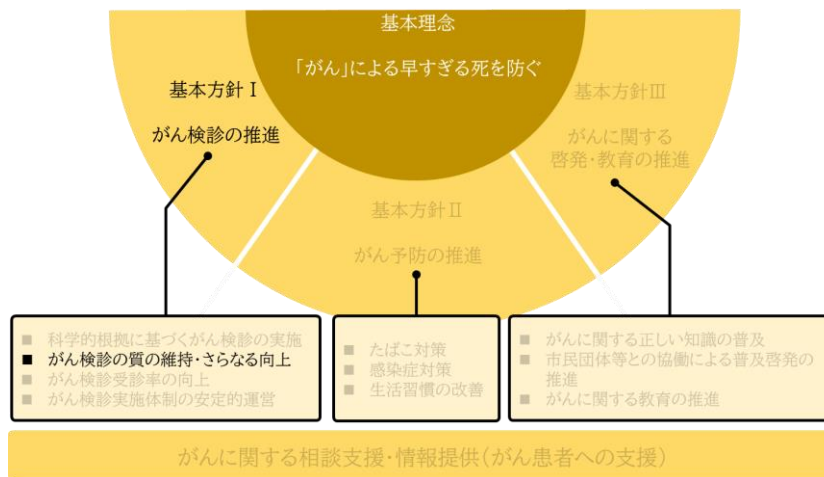 基本理念
「がん」による早すぎる死を防ぐ
基本方針Ⅰ
がん検診の推進
基本方針Ⅱ
がん予防の推進
基本方針Ⅲ
がんに関する
啓発・教育の推進
■ 科学的根拠に基づくがん検診の実施
■ がん検診の質の維持・さらなる向上
■ がん検診受診率の向上
■ がん検診実施体制の安定的運営
■ たばこ対策
■ 感染症対策
■ 生活習慣の改善
■ がんに関する正しい知識の普及
■ 市民団体等との協働による普及啓発の
推進
■ がんに関する教育の推進
がんに関する相談支援・情報提供(がん患者への支援)